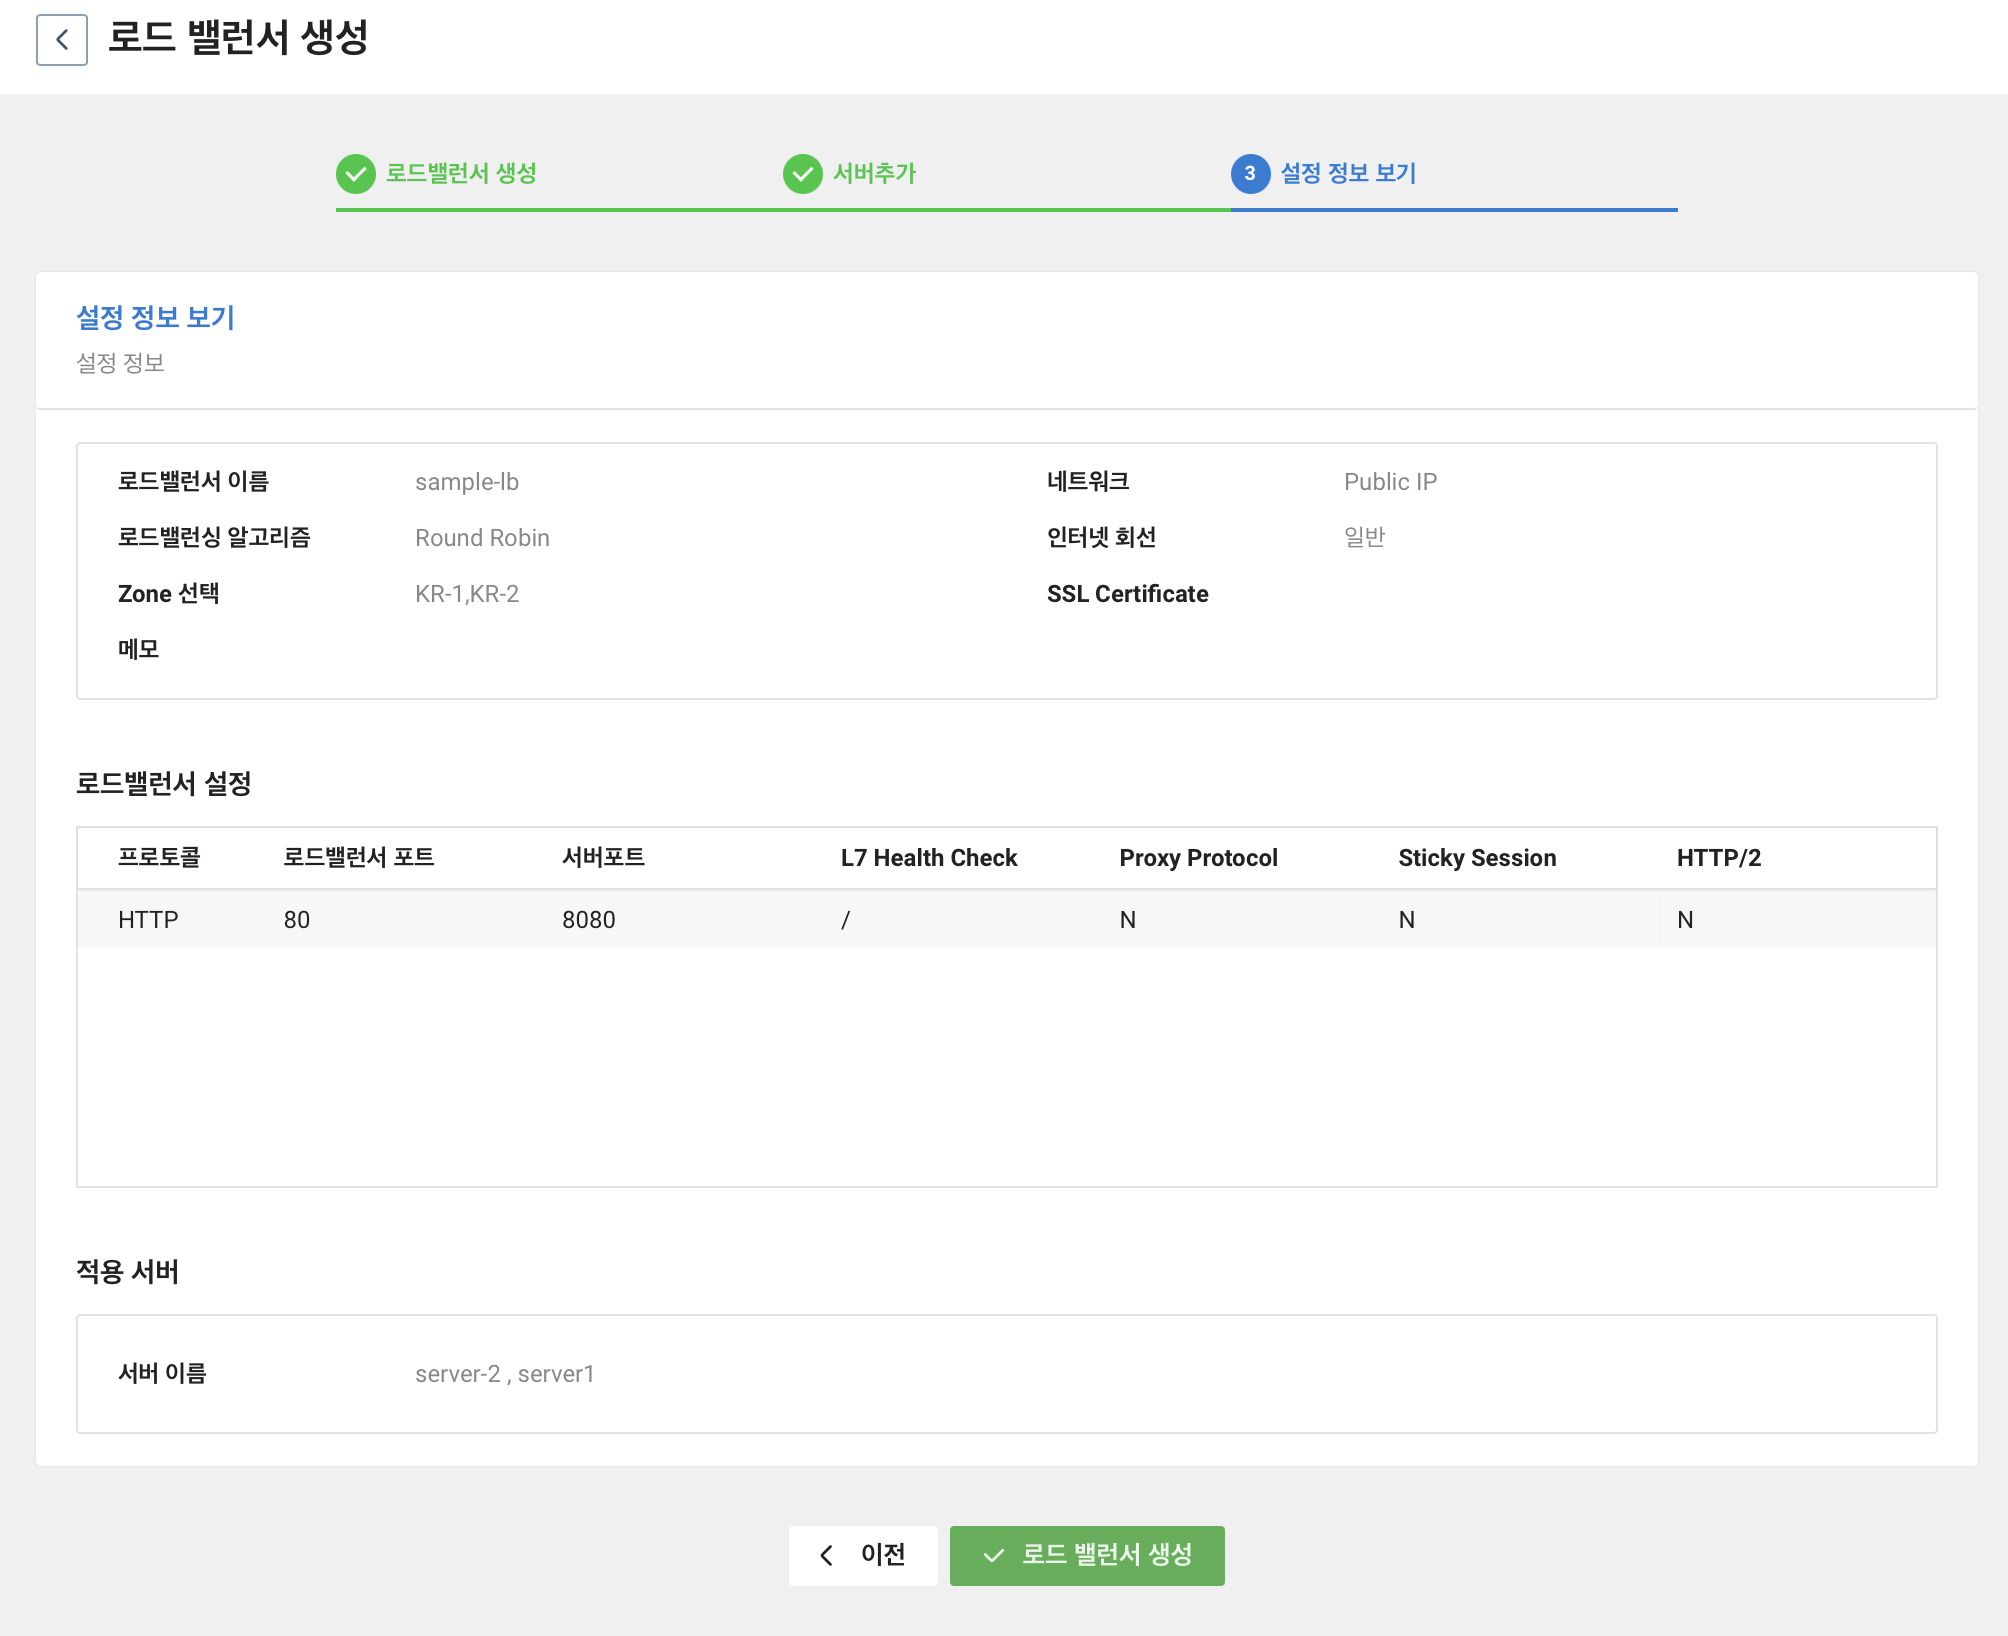 로드 밸런서 생성
로드밸런서 생성 서버추가 3 설정 정보 보기
설정 정보 보기
설정 정보
로드밸런서 이름 sample-lb 네트워크 Public IP
로드밸런싱 알고리즘 Round Robin 인터넷 회선 일반
Zone 선택 KR-1,KR-2 SSL Certificate
메모
로드밸런서 설정
프로토콜 로드밸런서 포트 서버포트 L7 Health Check Proxy Protocol Sticky Session HTTP/2
HTTP 80 8080 / N N N
적용 서버
서버 이름 server-2 , server1
이전 로드 밸런서 생성